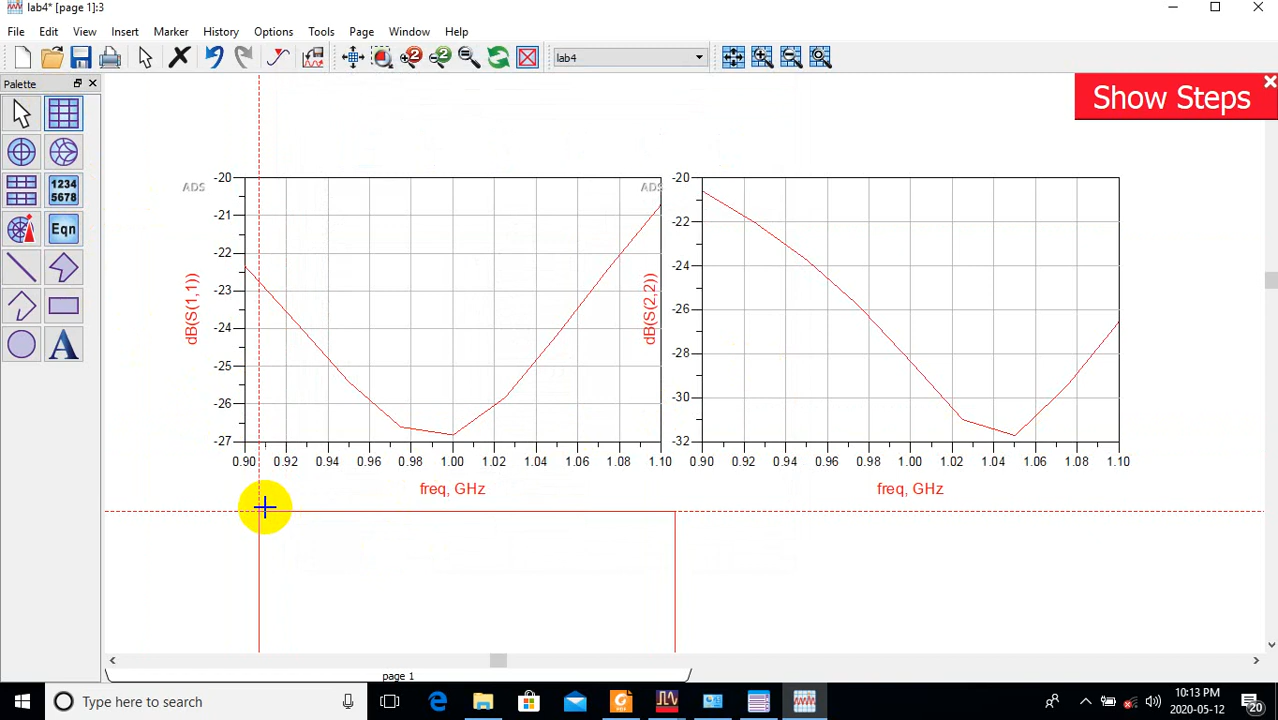 lab4* [page 1]:3
File Edit View Insert Marker History Options Tools Page Window Help
2 2 lab4
Palette
Show Steps
1234
5678
Eqn
A
ADS
dB(S(1,1))
-20
-21
-22
-23
-24
-25
-26
-27
0.90 0.92 0.94 0.96 0.98 1.00 1.02 1.04 1.06 1.08 1.10
freq, GHz
ADS
dB(S(2,2))
-20
-22
-24
-26
-28
-30
-32
0.90 0.92 0.94 0.96 0.98 1.00 1.02 1.04 1.06 1.08 1.10
freq, GHz
page 1
Type here to search
10:13 PM
2020-05-12
20